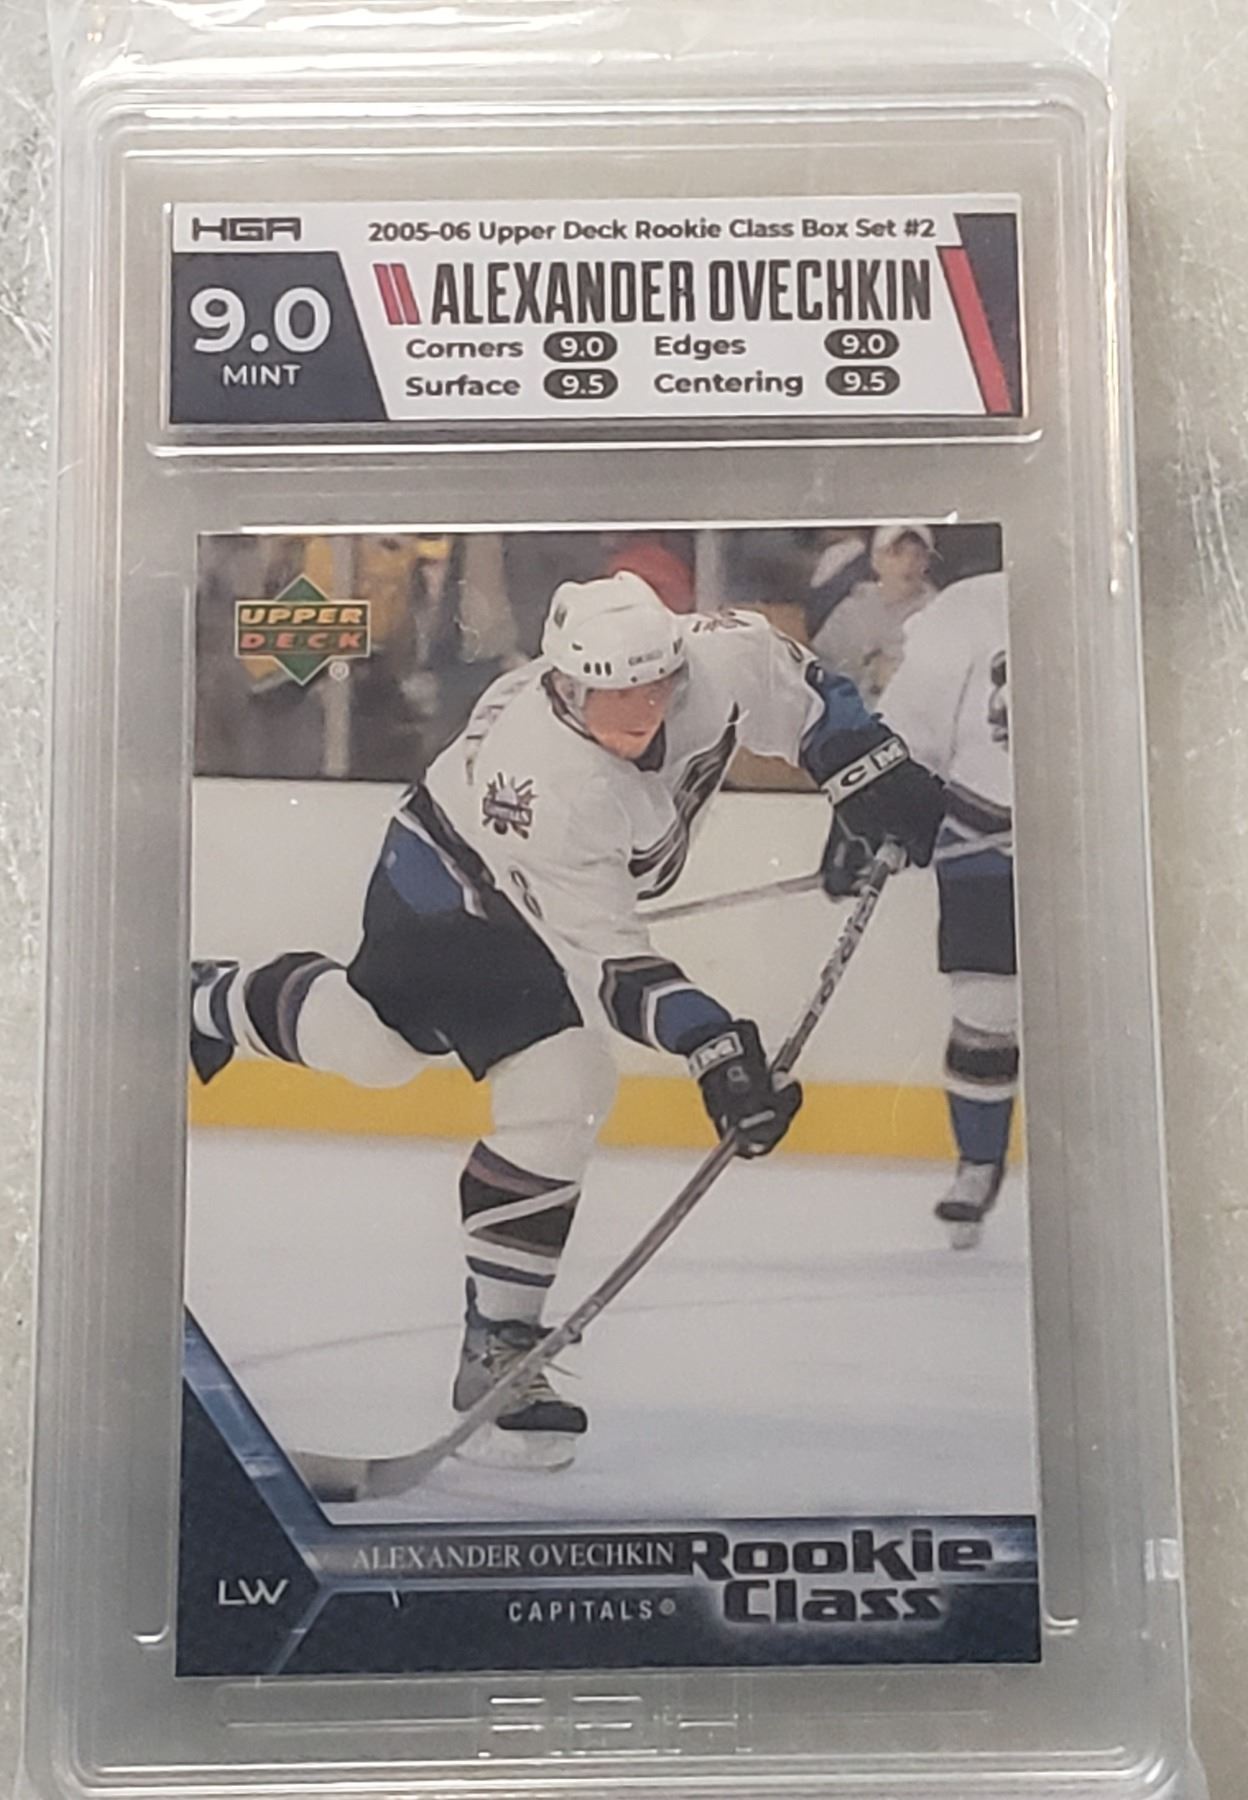 HGA
2005-06 Upper Deck Rookie Class Box Set #2
9.0
MINT
ALEXANDER OVECHKIN
Corners 9.0 Edges 9.0
Surface 9.5 Centering 9.5
UPPER
DECK
®
CCM
8
ALEXANDER OVECHKIN Rookie
Class
LW
CAPITALS